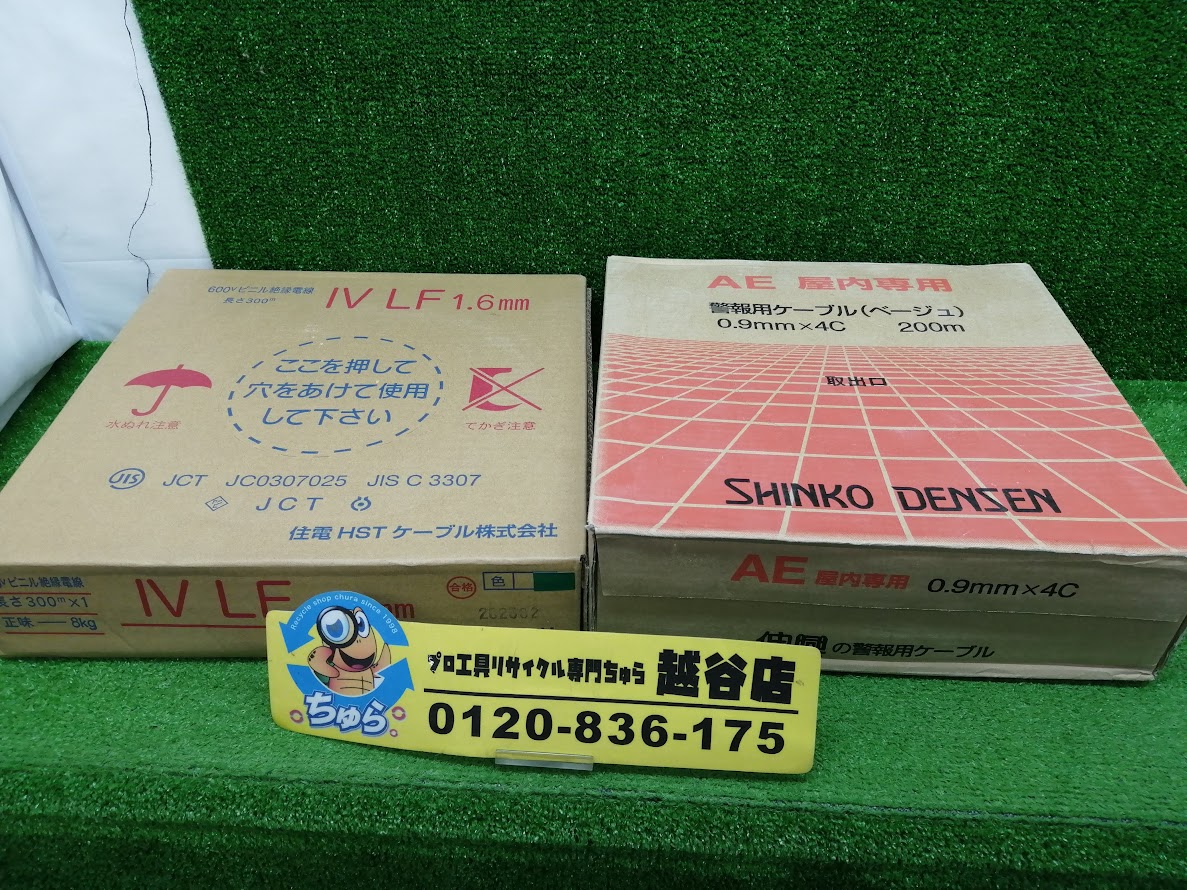 600Vビニル絶縁電線
長さ300m
IV LF 1.6mm
ここを押して
穴をあけて使用
して下さい
水ぬれ注意
てかぎ注意
JIS JCT JC0307025 JIS C 3307
JCT
住電HSTケーブル株式会社
Vビニル絶縁電線
長さ300m×1
正味 8kg
IV LF
mm
合格
色
AE 屋内専用
警報用ケーブル(ベージュ)
0.9mm×4C 200m
取出口
SHINKO DENSEN
AE 屋内専用 0.9mm×4C
伸興の警報用ケーブル
Recycle shop chura since 1998
ちゅら
プロ工具リサイクル専門ちゅら 越谷店
0120-836-175